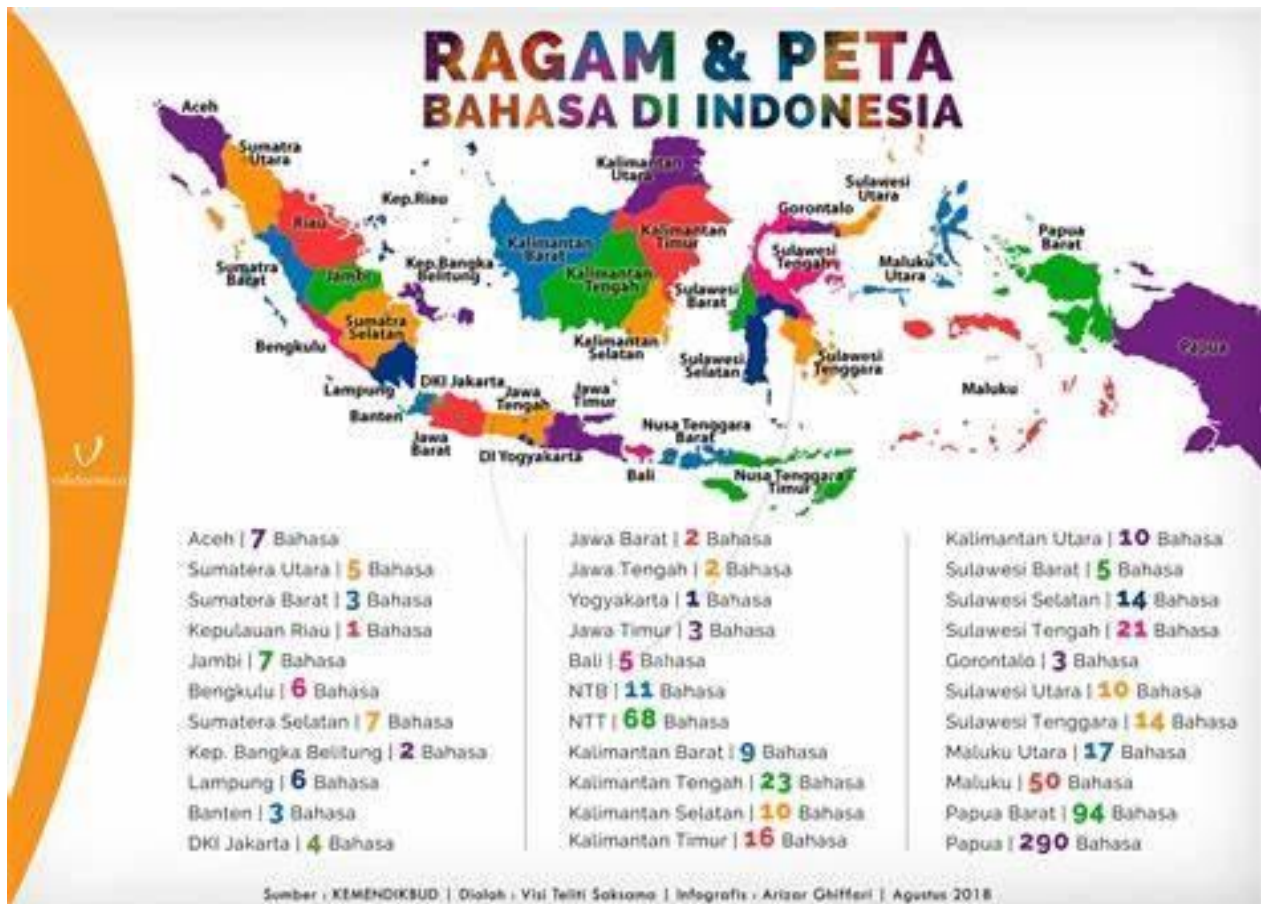 RAGAM & PETA
BAHASA DI INDONESIA
Aceh
Sumatra
Utara
Kep.Riau
Riau
Sumatra
Barat
Jambi
Kep.Bangka
Belitung
Sumatra
Selatan
Bengkulu
Lampung
DKI Jakarta
Banten
Jawa
Barat
Jawa
Tengah
DI Yogyakarta
Jawa
Timur
Bali
Nusa Tenggara
Barat
Nusa Tenggara
Timur
Kalimantan
Utara
Kalimantan
Barat
Kalimantan
Timur
Kalimantan
Tengah
Kalimantan
Selatan
Gorontalo
Sulawesi
Utara
Sulawesi
Tengah
Sulawesi
Barat
Sulawesi
Selatan
Sulawesi
Tenggara
Maluku
Utara
Maluku
Papua
Barat
Papua
Aceh | 7 Bahasa
Sumatera Utara | 5 Bahasa
Sumatera Barat | 3 Bahasa
Kepulauan Riau | 1 Bahasa
Jambi | 7 Bahasa
Bengkulu | 6 Bahasa
Sumatera Selatan | 7 Bahasa
Kep. Bangka Belitung | 2 Bahasa
Lampung | 6 Bahasa
Banten | 3 Bahasa
DKI Jakarta | 4 Bahasa
Jawa Barat | 2 Bahasa
Jawa Tengah | 2 Bahasa
Yogyakarta | 1 Bahasa
Jawa Timur | 3 Bahasa
Bali | 5 Bahasa
NTB | 11 Bahasa
NTT | 68 Bahasa
Kalimantan Barat | 9 Bahasa
Kalimantan Tengah | 23 Bahasa
Kalimantan Selatan | 10 Bahasa
Kalimantan Timur | 16 Bahasa
Kalimantan Utara | 10 Bahasa
Sulawesi Barat | 5 Bahasa
Sulawesi Selatan | 14 Bahasa
Sulawesi Tengah | 21 Bahasa
Gorontalo | 3 Bahasa
Sulawesi Utara | 10 Bahasa
Sulawesi Tenggara | 14 Bahasa
Maluku Utara | 17 Bahasa
Maluku | 50 Bahasa
Papua Barat | 94 Bahasa
Papua | 290 Bahasa
Sumber : KEMENDIKBUD | Diolah : Visi Teliti Saksama | Infografis : Arizar Ghiffari | Agustus 2018